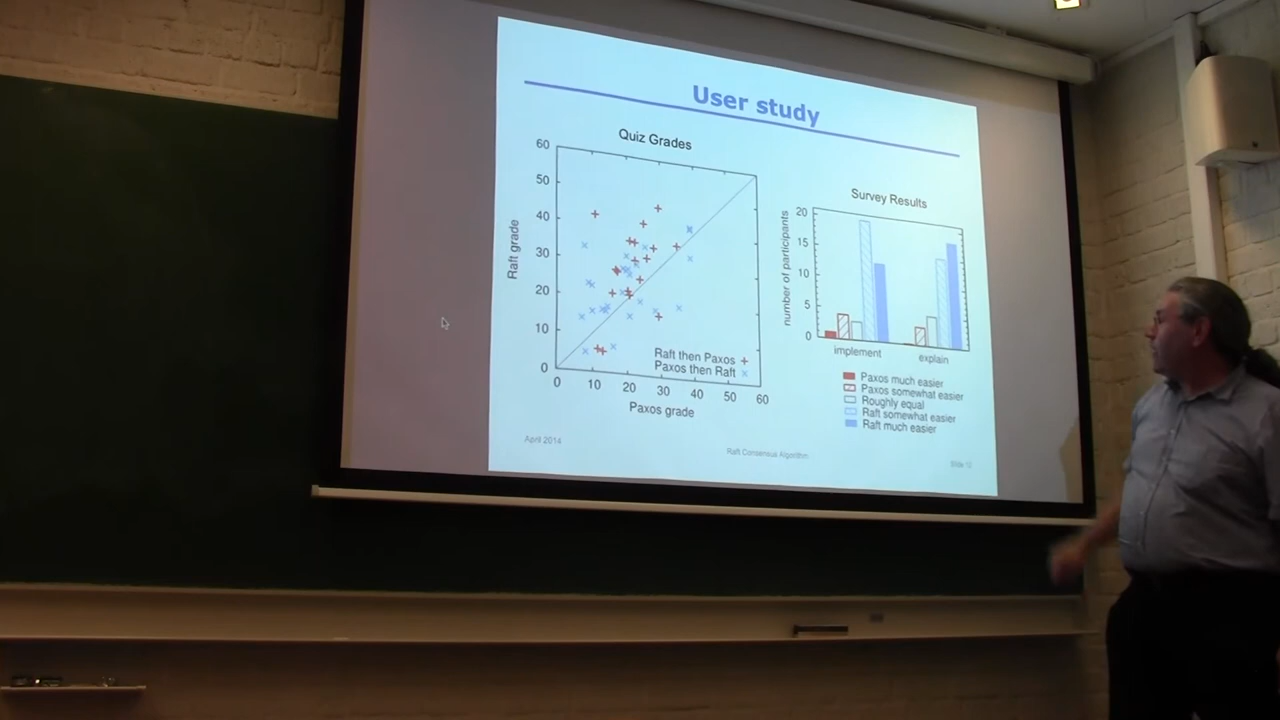 User study
Quiz Grades
60
50
40
30
20
10
0
Raft grade
0 10 20 30 40 50 60
Paxos grade
Raft then Paxos
Paxos then Raft
Survey Results
number of participants
20
15
10
5
0
implement explain
Paxos much easier
Paxos somewhat easier
Roughly equal
Raft somewhat easier
Raft much easier
April 2014
Raft Consensus Algorithm
Slide